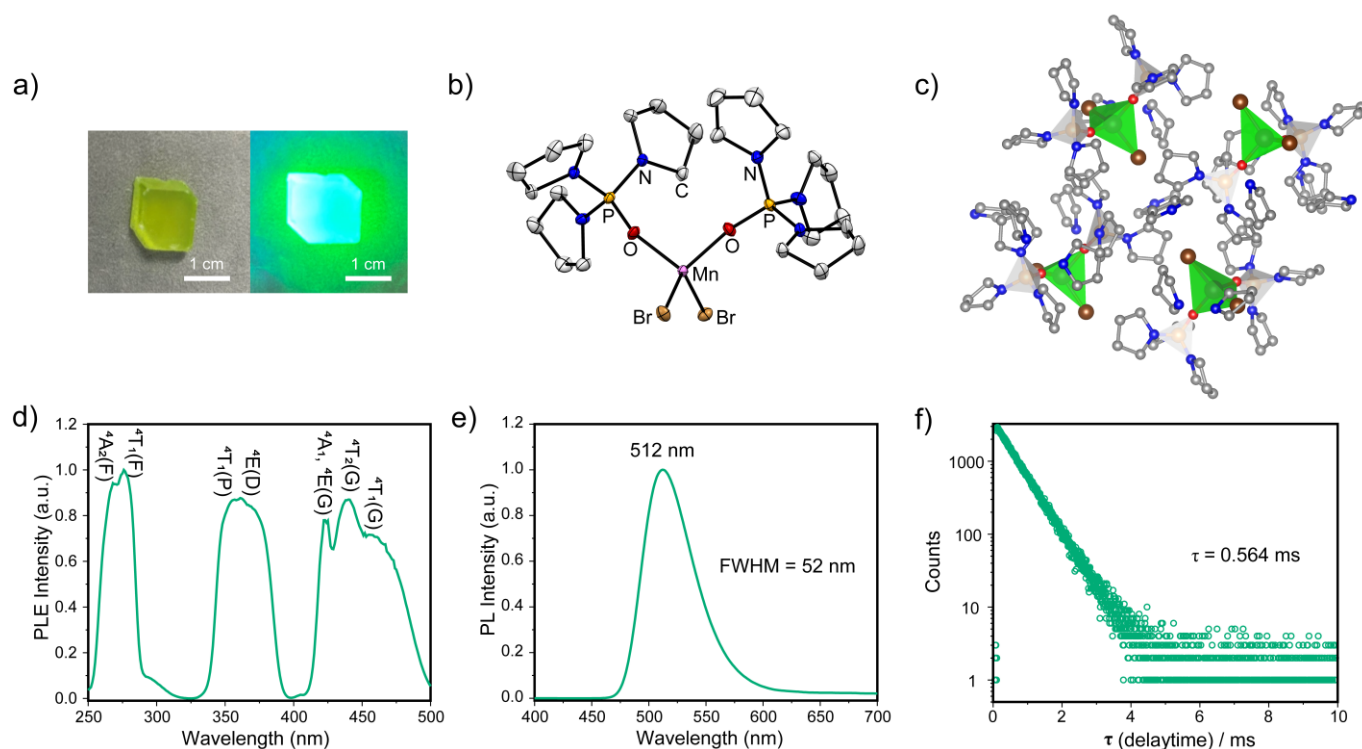 a)
1 cm
1 cm
b)
N
C
P
O
Mn
Br
Br
O
P
N
c)
d)
PLE Intensity (a.u.)
1.2
1.0
0.8
0.6
0.4
0.2
0.0
⁴A₂(F)
⁴T₁(F)
⁴T₁(P)
⁴E(D)
⁴A₁, ⁴E(G)
⁴T₂(G)
⁴T₁(G)
250 300 350 400 450 500
Wavelength (nm)
e)
PL Intensity (a.u.)
1.2
1.0
0.8
0.6
0.4
0.2
0.0
512 nm
FWHM = 52 nm
400 450 500 550 600 650 700
Wavelength (nm)
f)
Counts
1000
100
10
1
τ = 0.564 ms
0 2 4 6 8 10
τ (delaytime) / ms